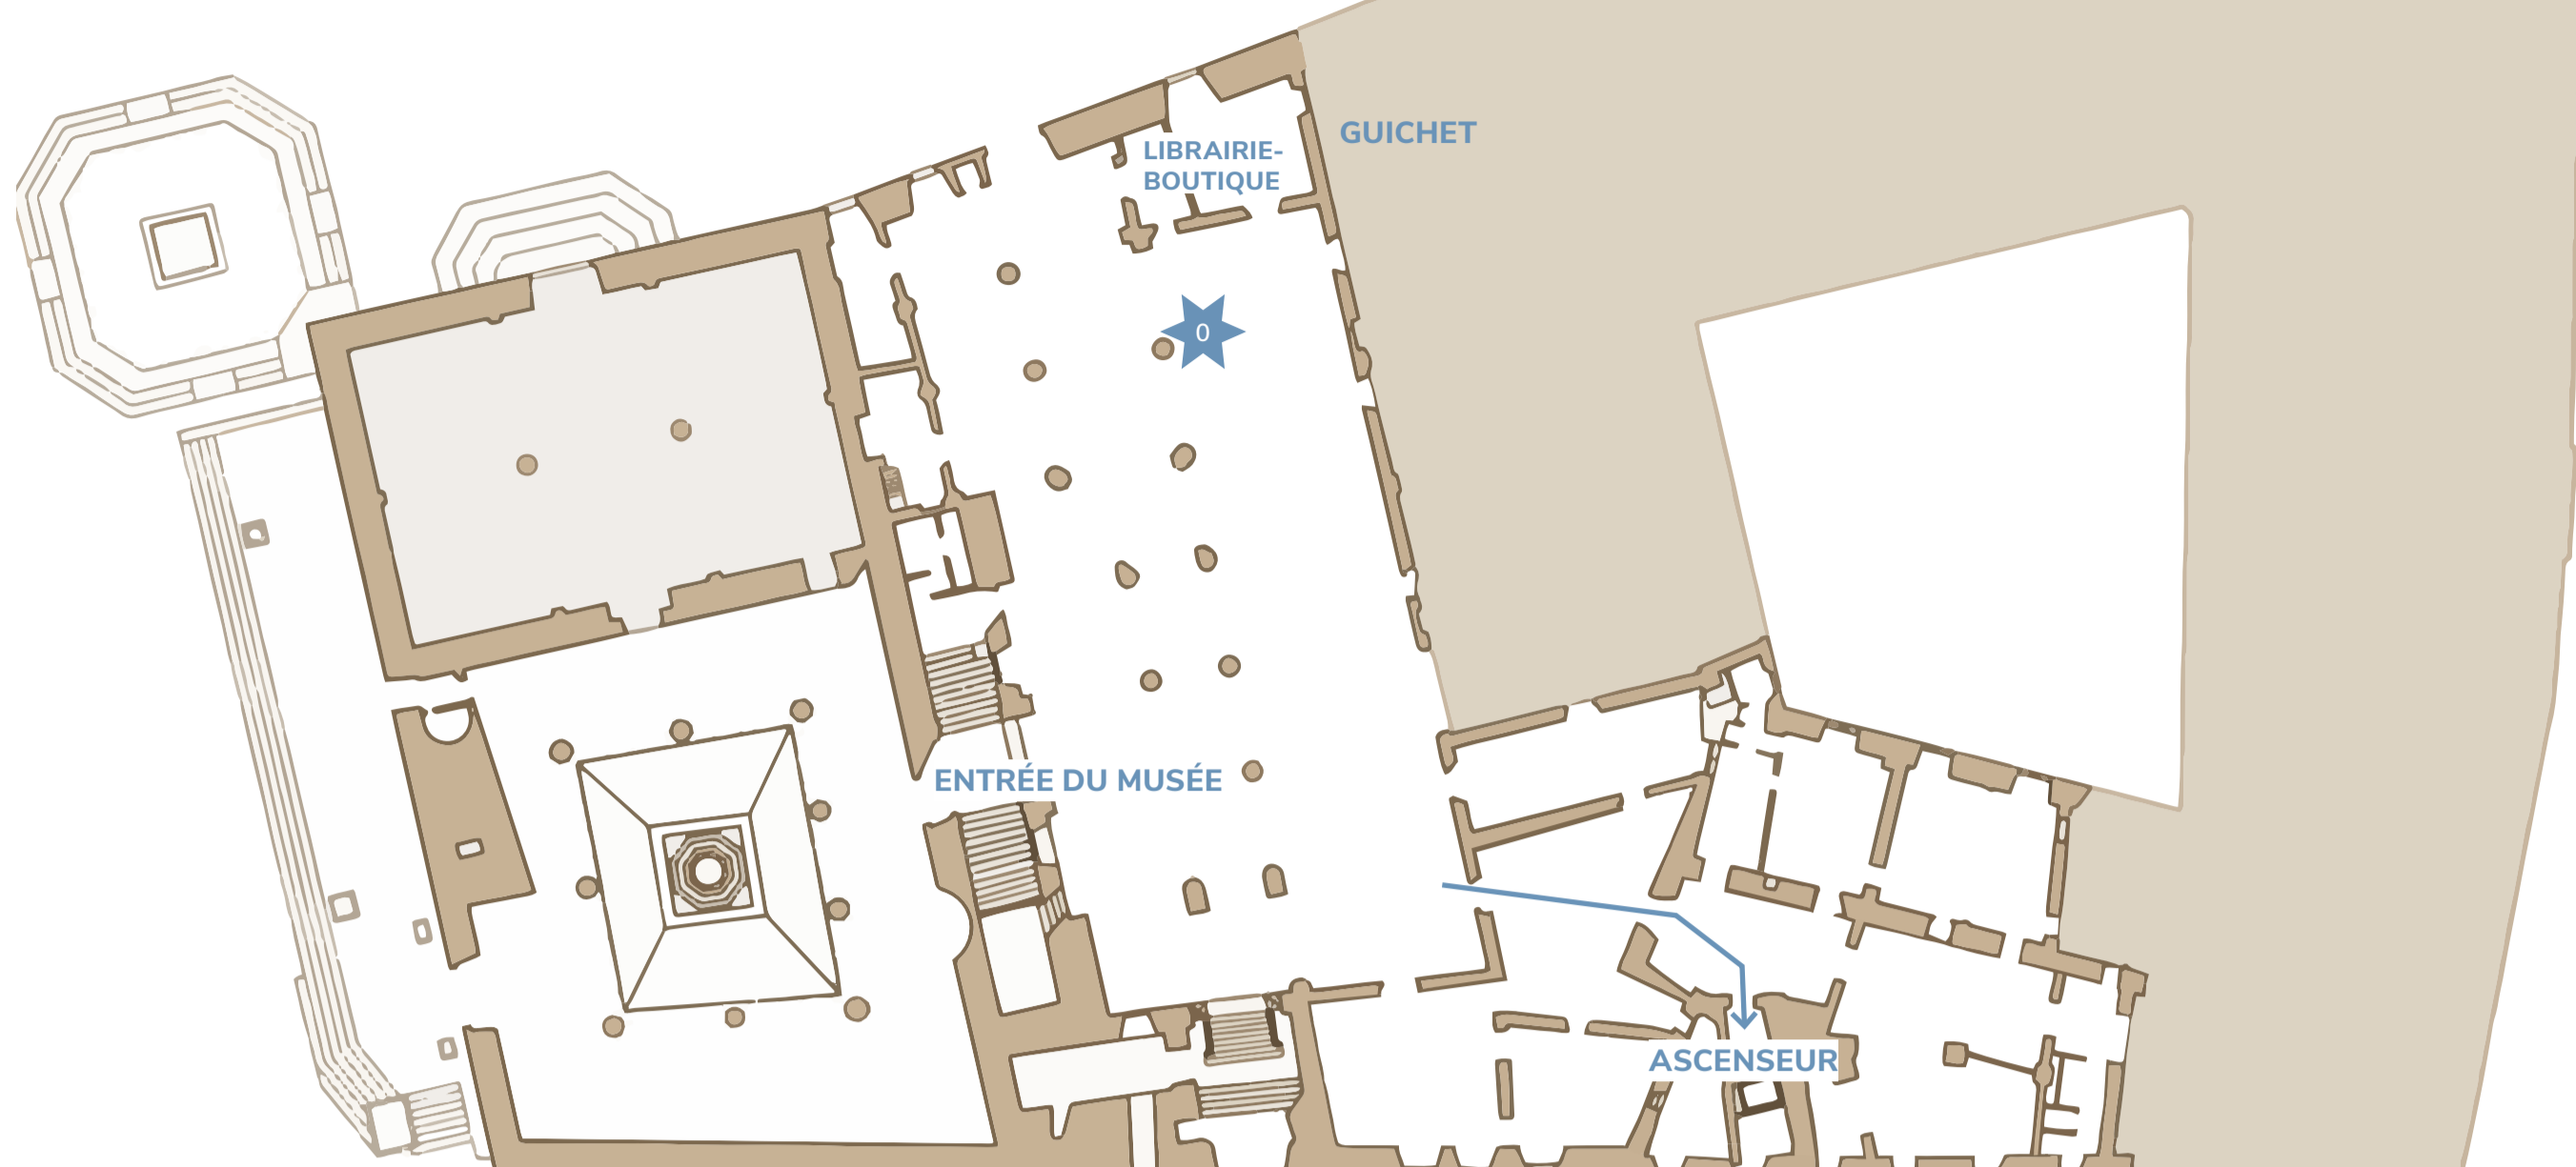 GUICHET
LIBRAIRIE-
BOUTIQUE
0
ENTRÉE DU MUSÉE
ASCENSEUR